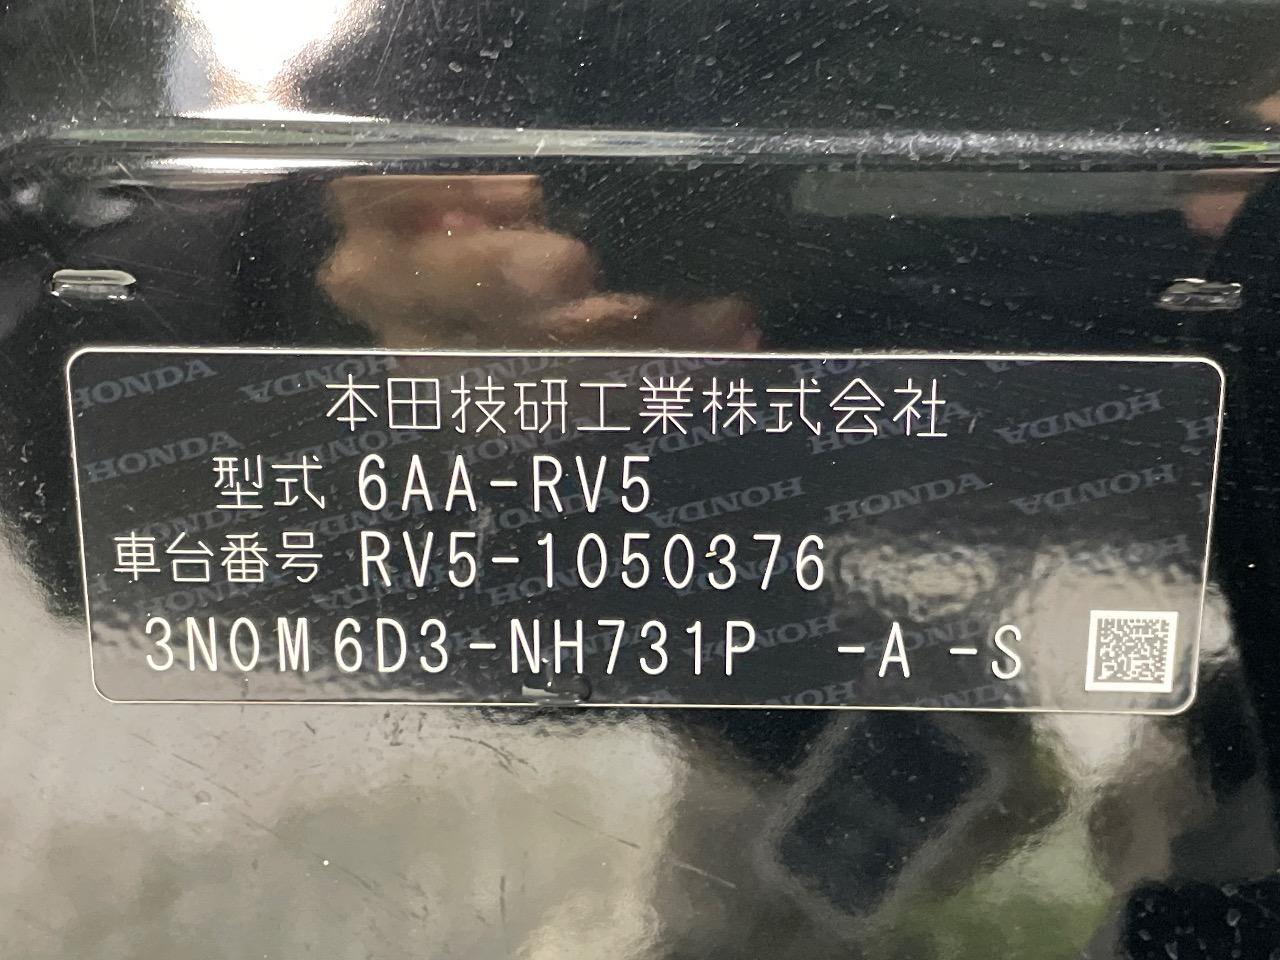 本田技研工業株式会社
型式 6AA-RV5
車台番号 RV5-1050376
3N0M6D3-NH731P -A -S